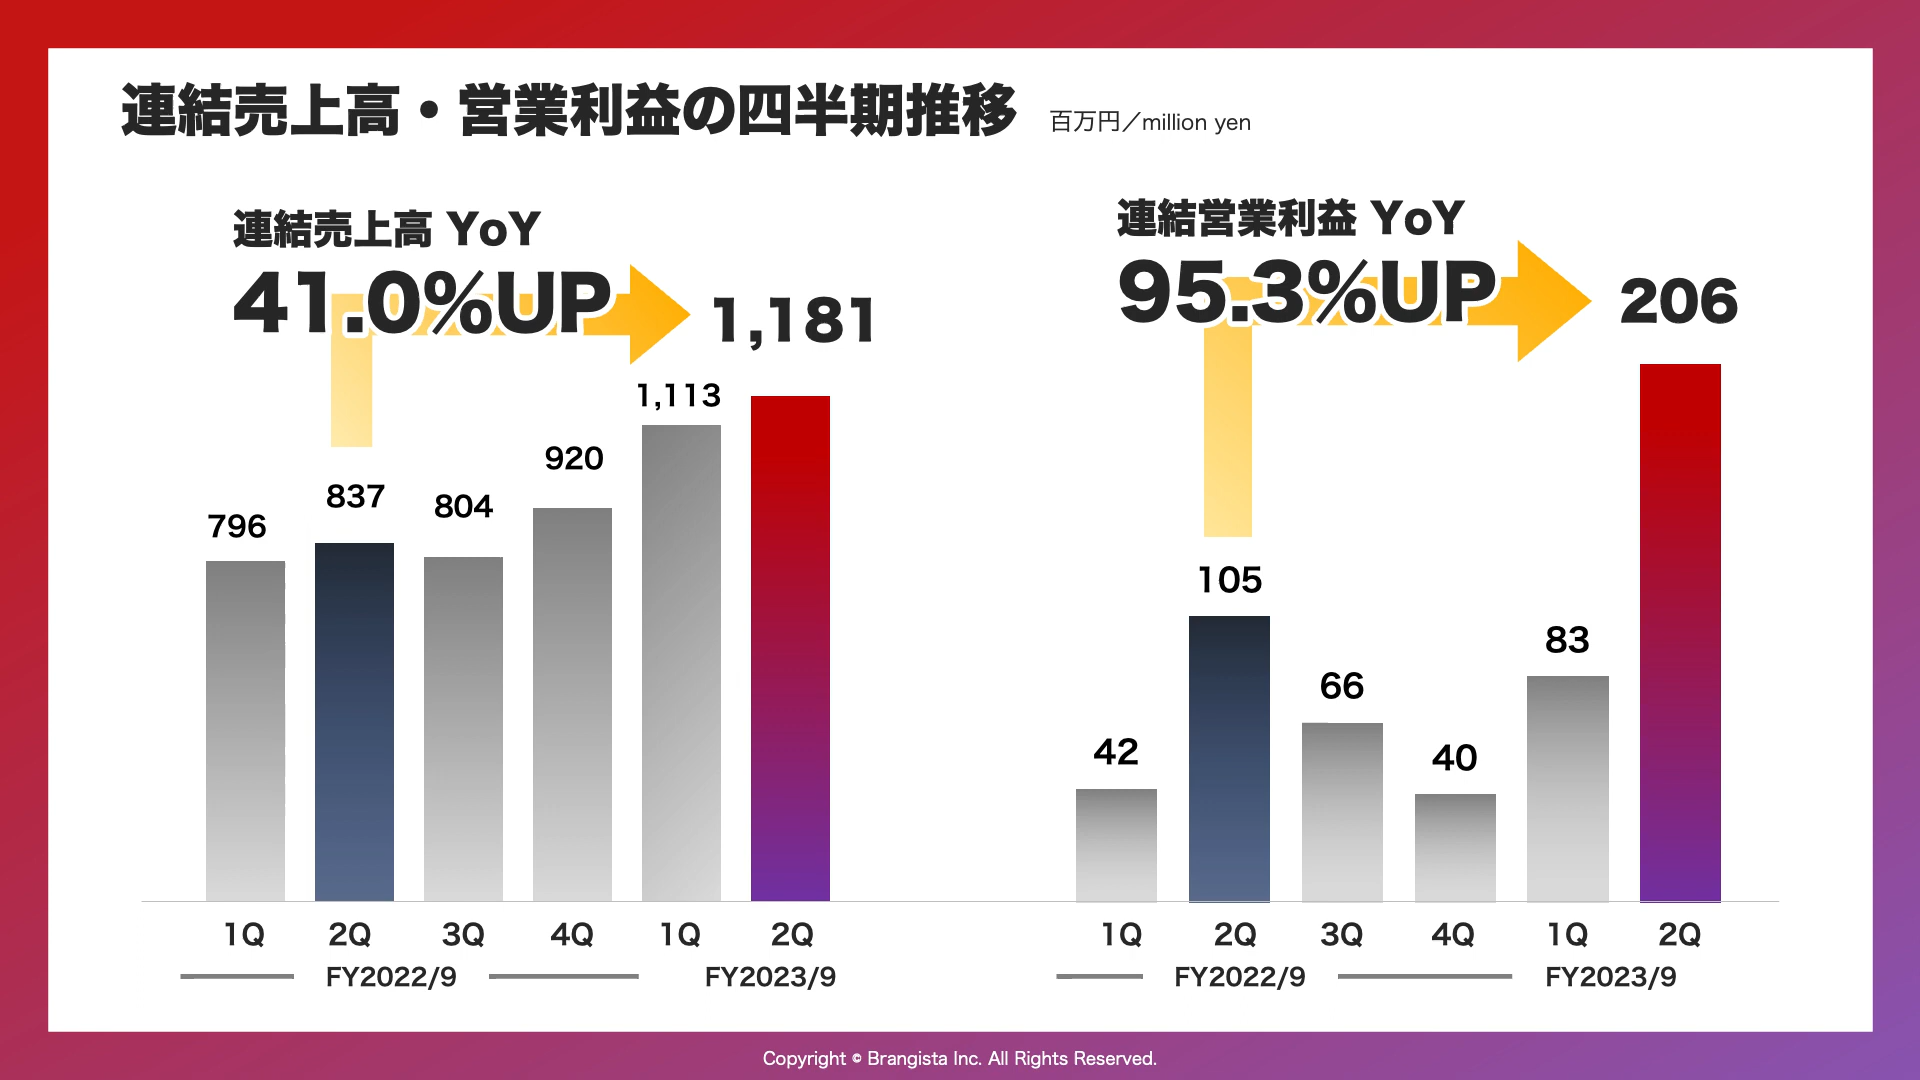 連結売上高・営業利益の四半期推移 百万円／million yen
連結売上高 YoY
41.0%UP
1,181
796
837
804
920
1,113
1Q 2Q 3Q 4Q 1Q 2Q
FY2022/9 FY2023/9
連結営業利益 YoY
95.3%UP
206
42
105
66
40
83
1Q 2Q 3Q 4Q 1Q 2Q
FY2022/9 FY2023/9
Copyright © Brangista Inc. All Rights Reserved.